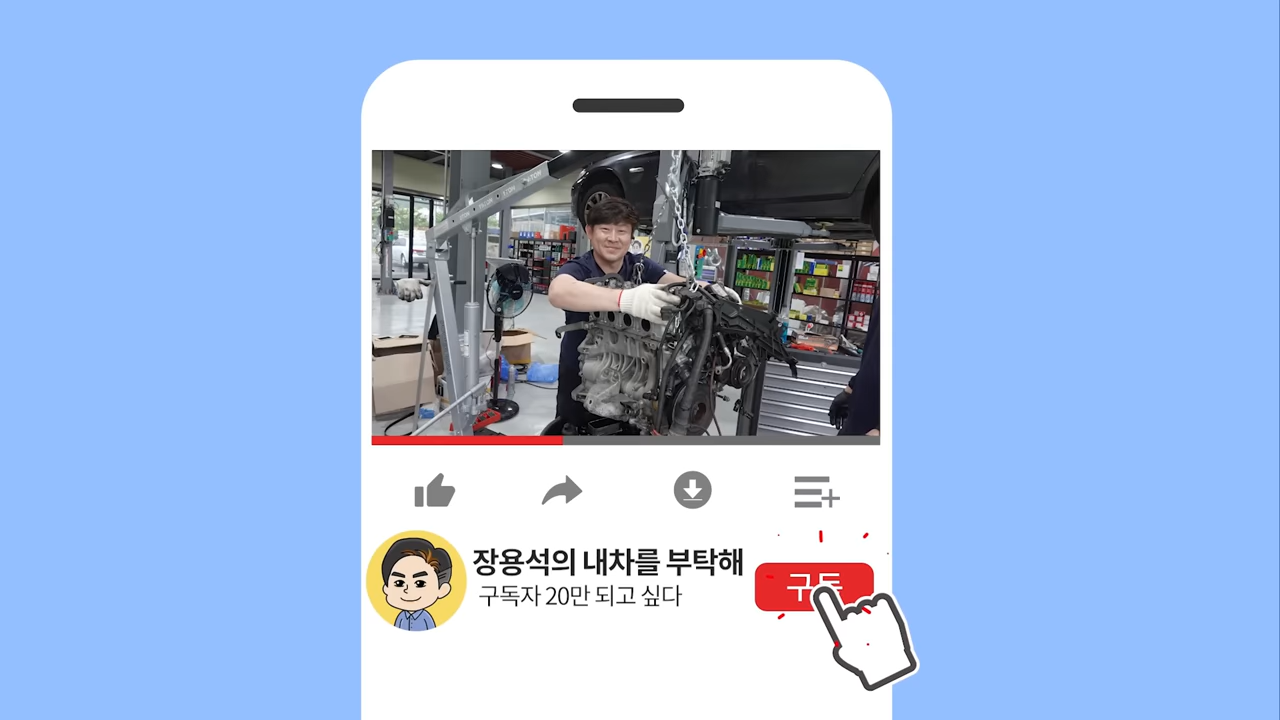 장용석의 내차를 부탁해
구독자 20만 되고 싶다
구독